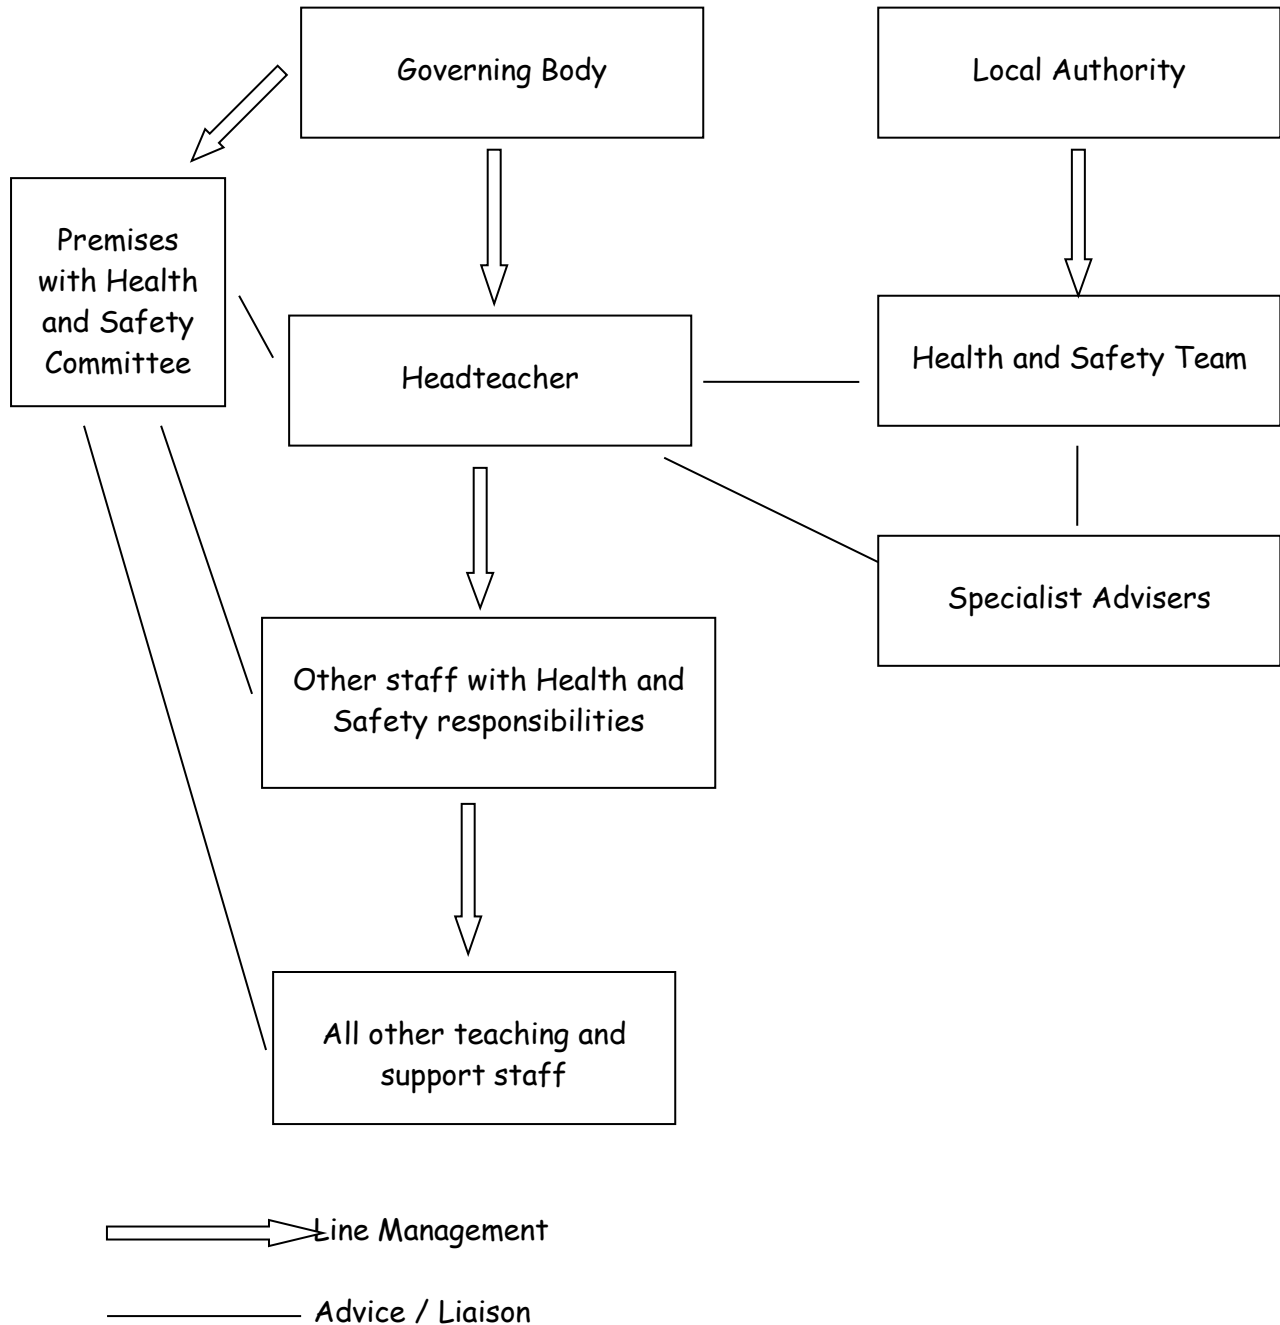 Governing Body
Local Authority
Premises
with Health
and Safety
Committee
Headteacher
Health and Safety Team
Specialist Advisers
Other staff with Health and
Safety responsibilities
All other teaching and
support staff
Line Management
Advice / Liaison